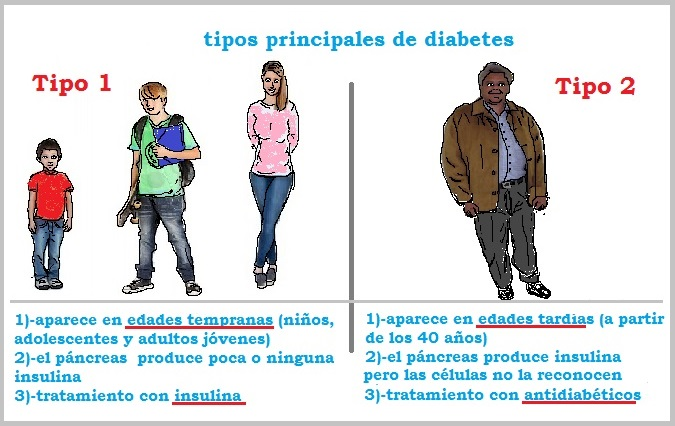 tipos principales de diabetes
Tipo 1
1)-aparece en edades tempranas (niños,
adolescentes y adultos jóvenes)
2)-el páncreas produce poca o ninguna
insulina
3)-tratamiento con insulina
Tipo 2
1)-aparece en edades tardías (a partir
de los 40 años)
2)-el páncreas produce insulina
pero las células no la reconocen
3)-tratamiento con antidiabéticos